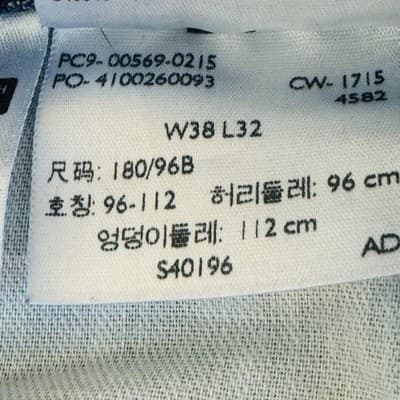 PC9- 00569-0215
PO- 4100260093 CW- 1715
4582
W38 L32
尺码: 180/96B
호칭: 96-112 허리둘레: 96 cm
엉덩이둘레: 112 cm
S40196
AD